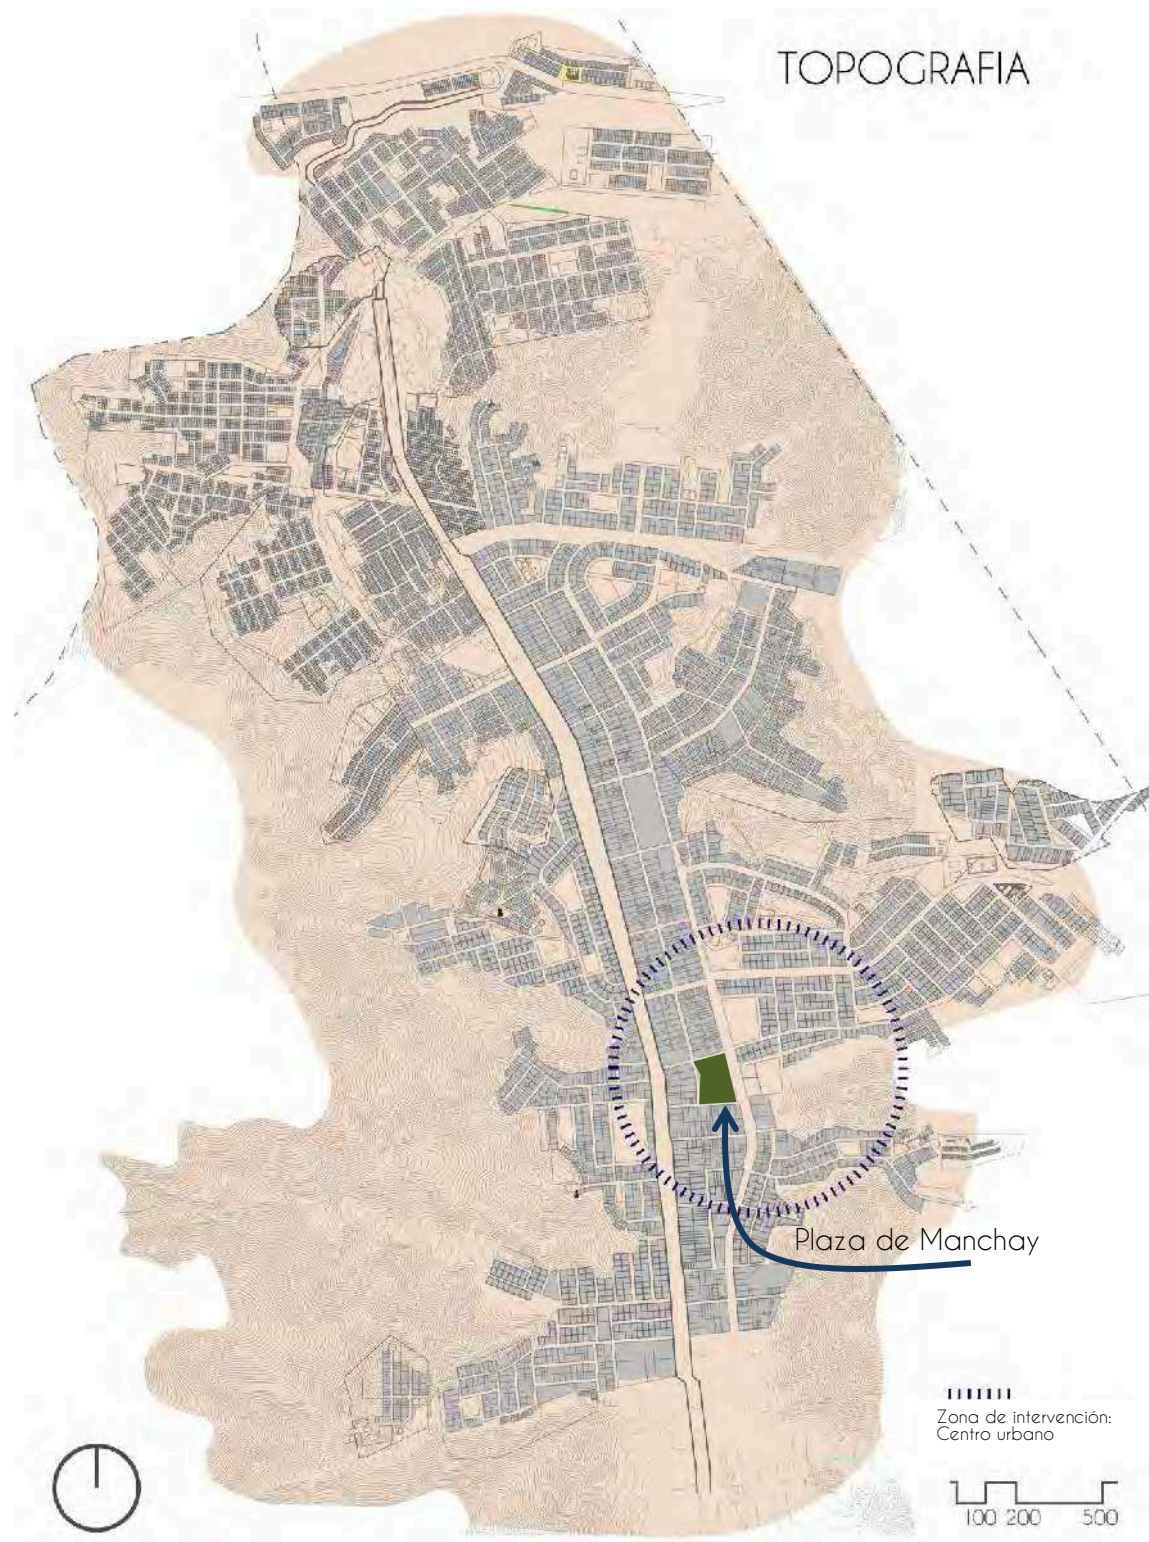 TOPOGRAFIA
Plaza de Manchay
Zona de intervención:
Centro urbano
100 200 500